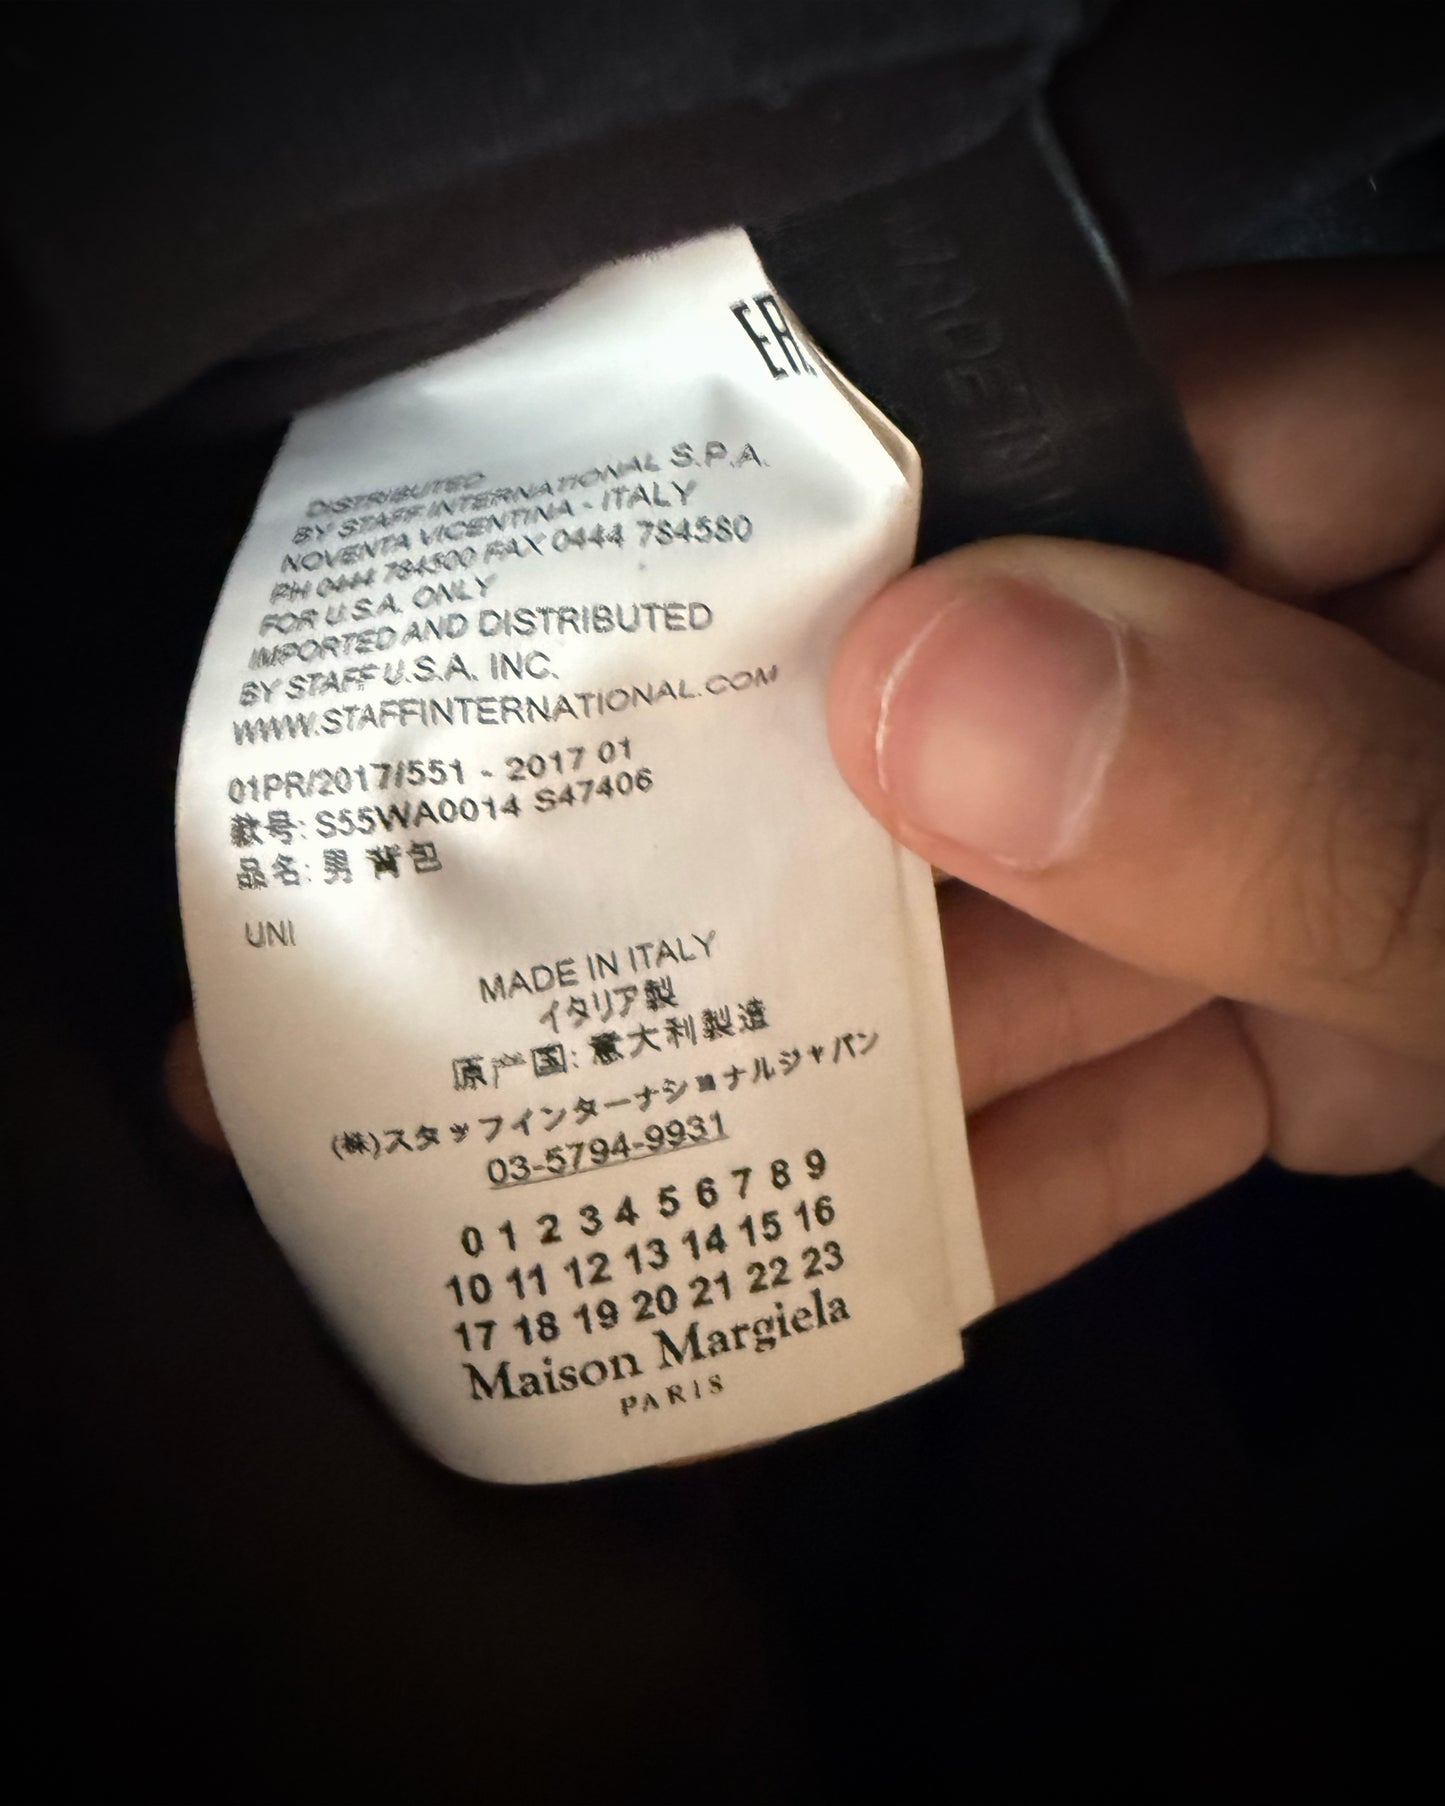 EAC
DISTRIBUTED
BY STAFF INTERNATIONAL S.P.A.
NOVENTA VICENTINA - ITALY
PH 0444 784500 FAX 0444 784580
FOR U.S.A. ONLY
IMPORTED AND DISTRIBUTED
BY STAFF U.S.A. INC.
WWW.STAFFINTERNATIONAL.COM
01PR/2017/551 - 2017 01
款号: S55WA0014 S47406
品名: 男 背包
UNI
MADE IN ITALY
イタリア製
原产国: 意大利製造
(株)スタッフインターナショナルジャパン
03-5794-9931
0 1 2 3 4 5 6 7 8 9
10 11 12 13 14 15 16
17 18 19 20 21 22 23
Maison Margiela
PARIS
MADE IN